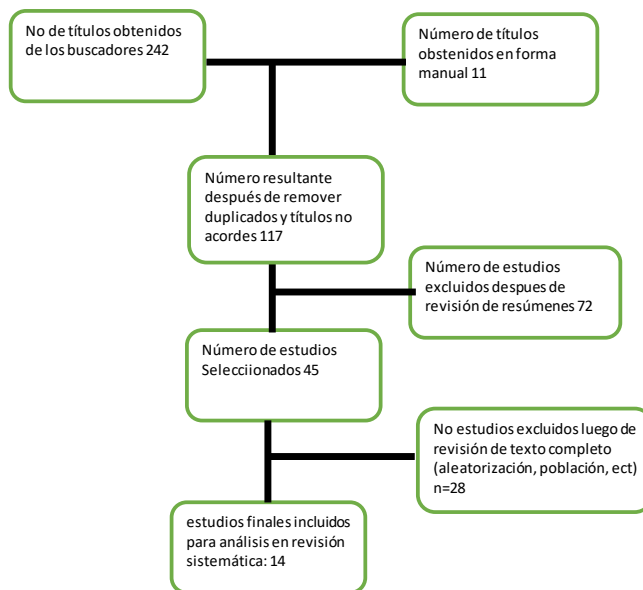 No de títulos obtenidos
de los buscadores 242
Número de títulos
obstenidos en forma
manual 11
Número resultante
después de remover
duplicados y títulos no
acordes 117
Número de estudios
excluidos despues de
revisión de resúmenes 72
Número de estudios
Selecciionados 45
No estudios excluidos luego de
revisión de texto completo
(aleatorización, población, ect)
n=28
estudios finales incluidos
para análisis en revisión
sistemática: 14